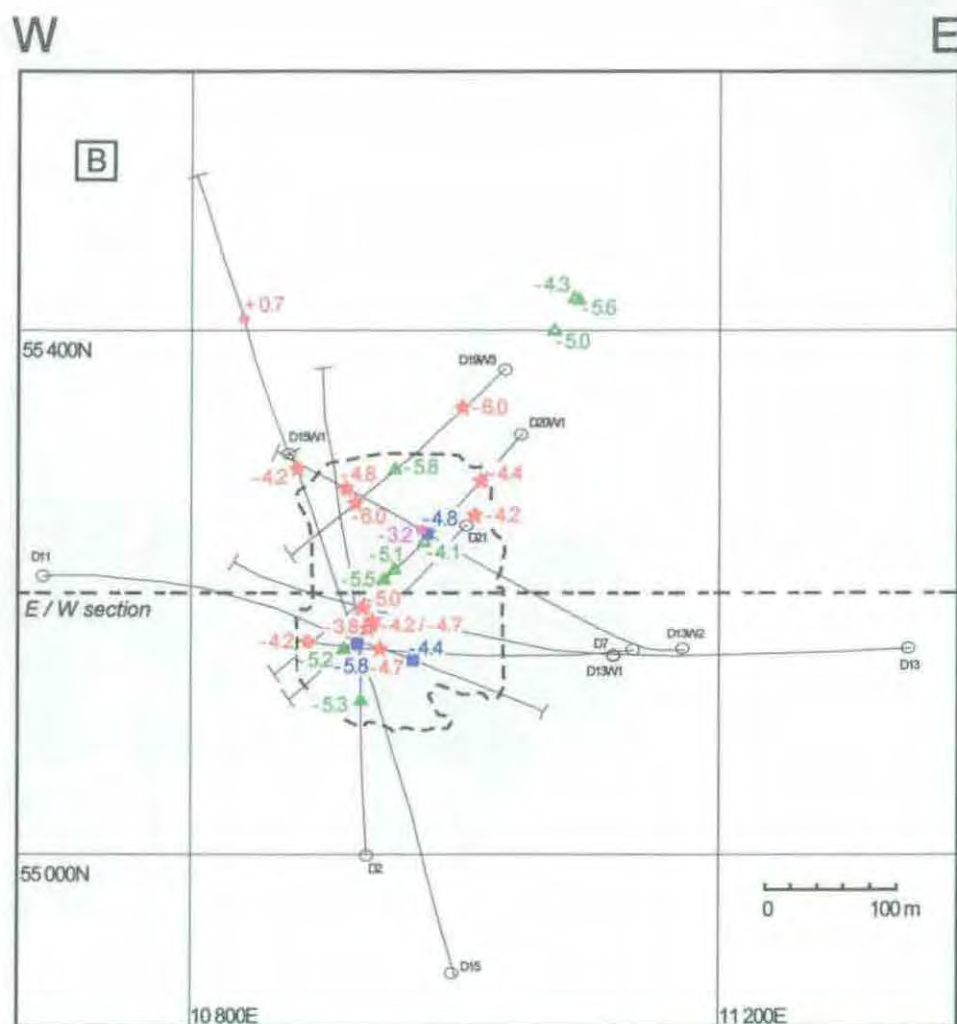 W E
B
+0.7
-4.3
-5.6
-5.0
55 400N
D19W3
-6.0
D20W1
D15W1
-4.2
-4.8
-5.8
-4.4
-6.0
-4.8
-4.2
-3.2
D21
-5.1
-4.1
D11
-5.5
E / W section
-5.0
-3.8
-4.2 / -4.7
-4.2
-5.2
-5.8
-4.7
-4.4
D7
D13W2
D13W1
D13
-5.3
55 000N
D2
0 100 m
D15
10 800E 11 200E